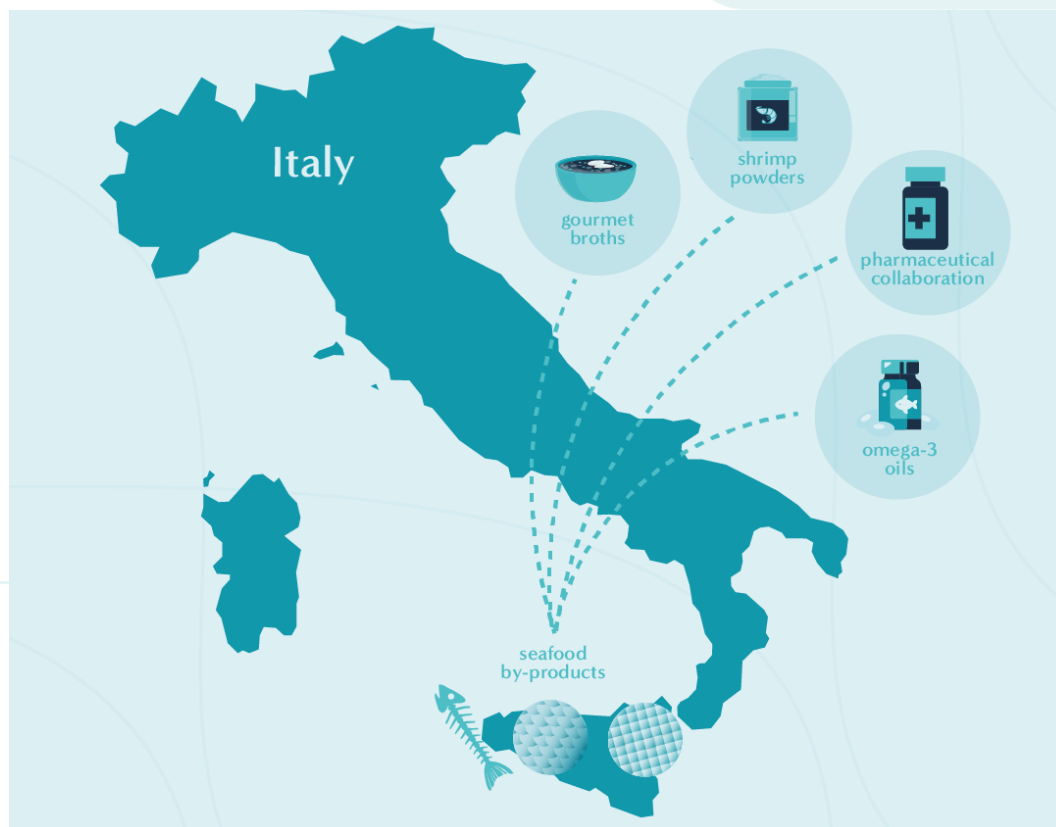 Italy
gourmet
broths
shrimp
powders
pharmaceutical
collaboration
omega-3
oils
seafood
by-products